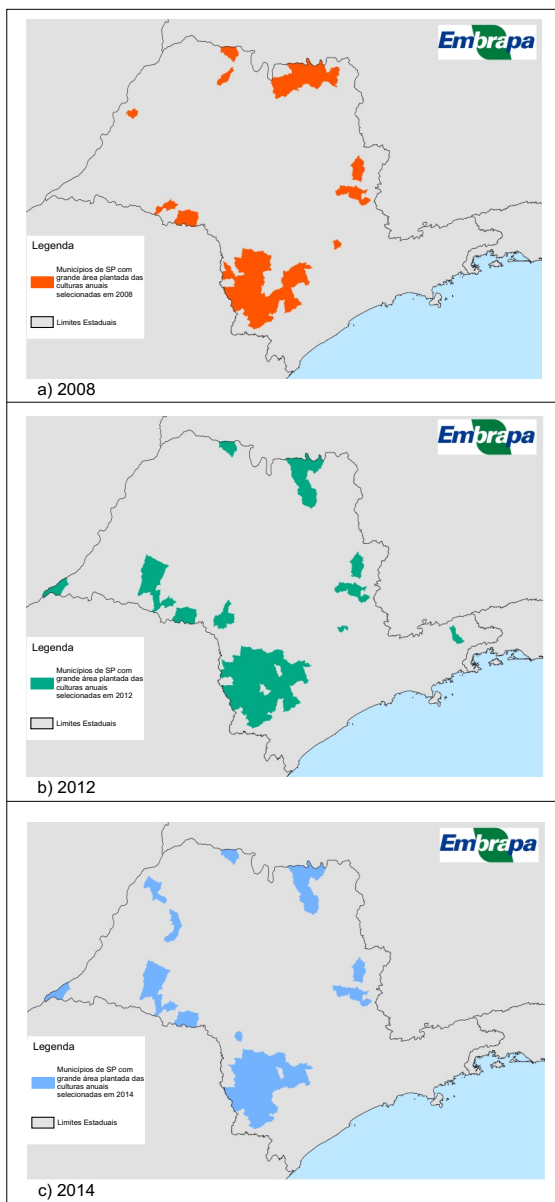 Embrapa
Legenda
Municípios de SP com
grande área plantada das
culturas anuais
selecionadas em 2008
Limites Estaduais
a) 2008
Embrapa
Legenda
Municípios de SP com
grande área plantada das
culturas anuais
selecionadas em 2012
Limites Estaduais
b) 2012
Embrapa
Legenda
Municípios de SP com
grande área plantada das
culturas anuais
selecionadas em 2014
Limites Estaduais
c) 2014